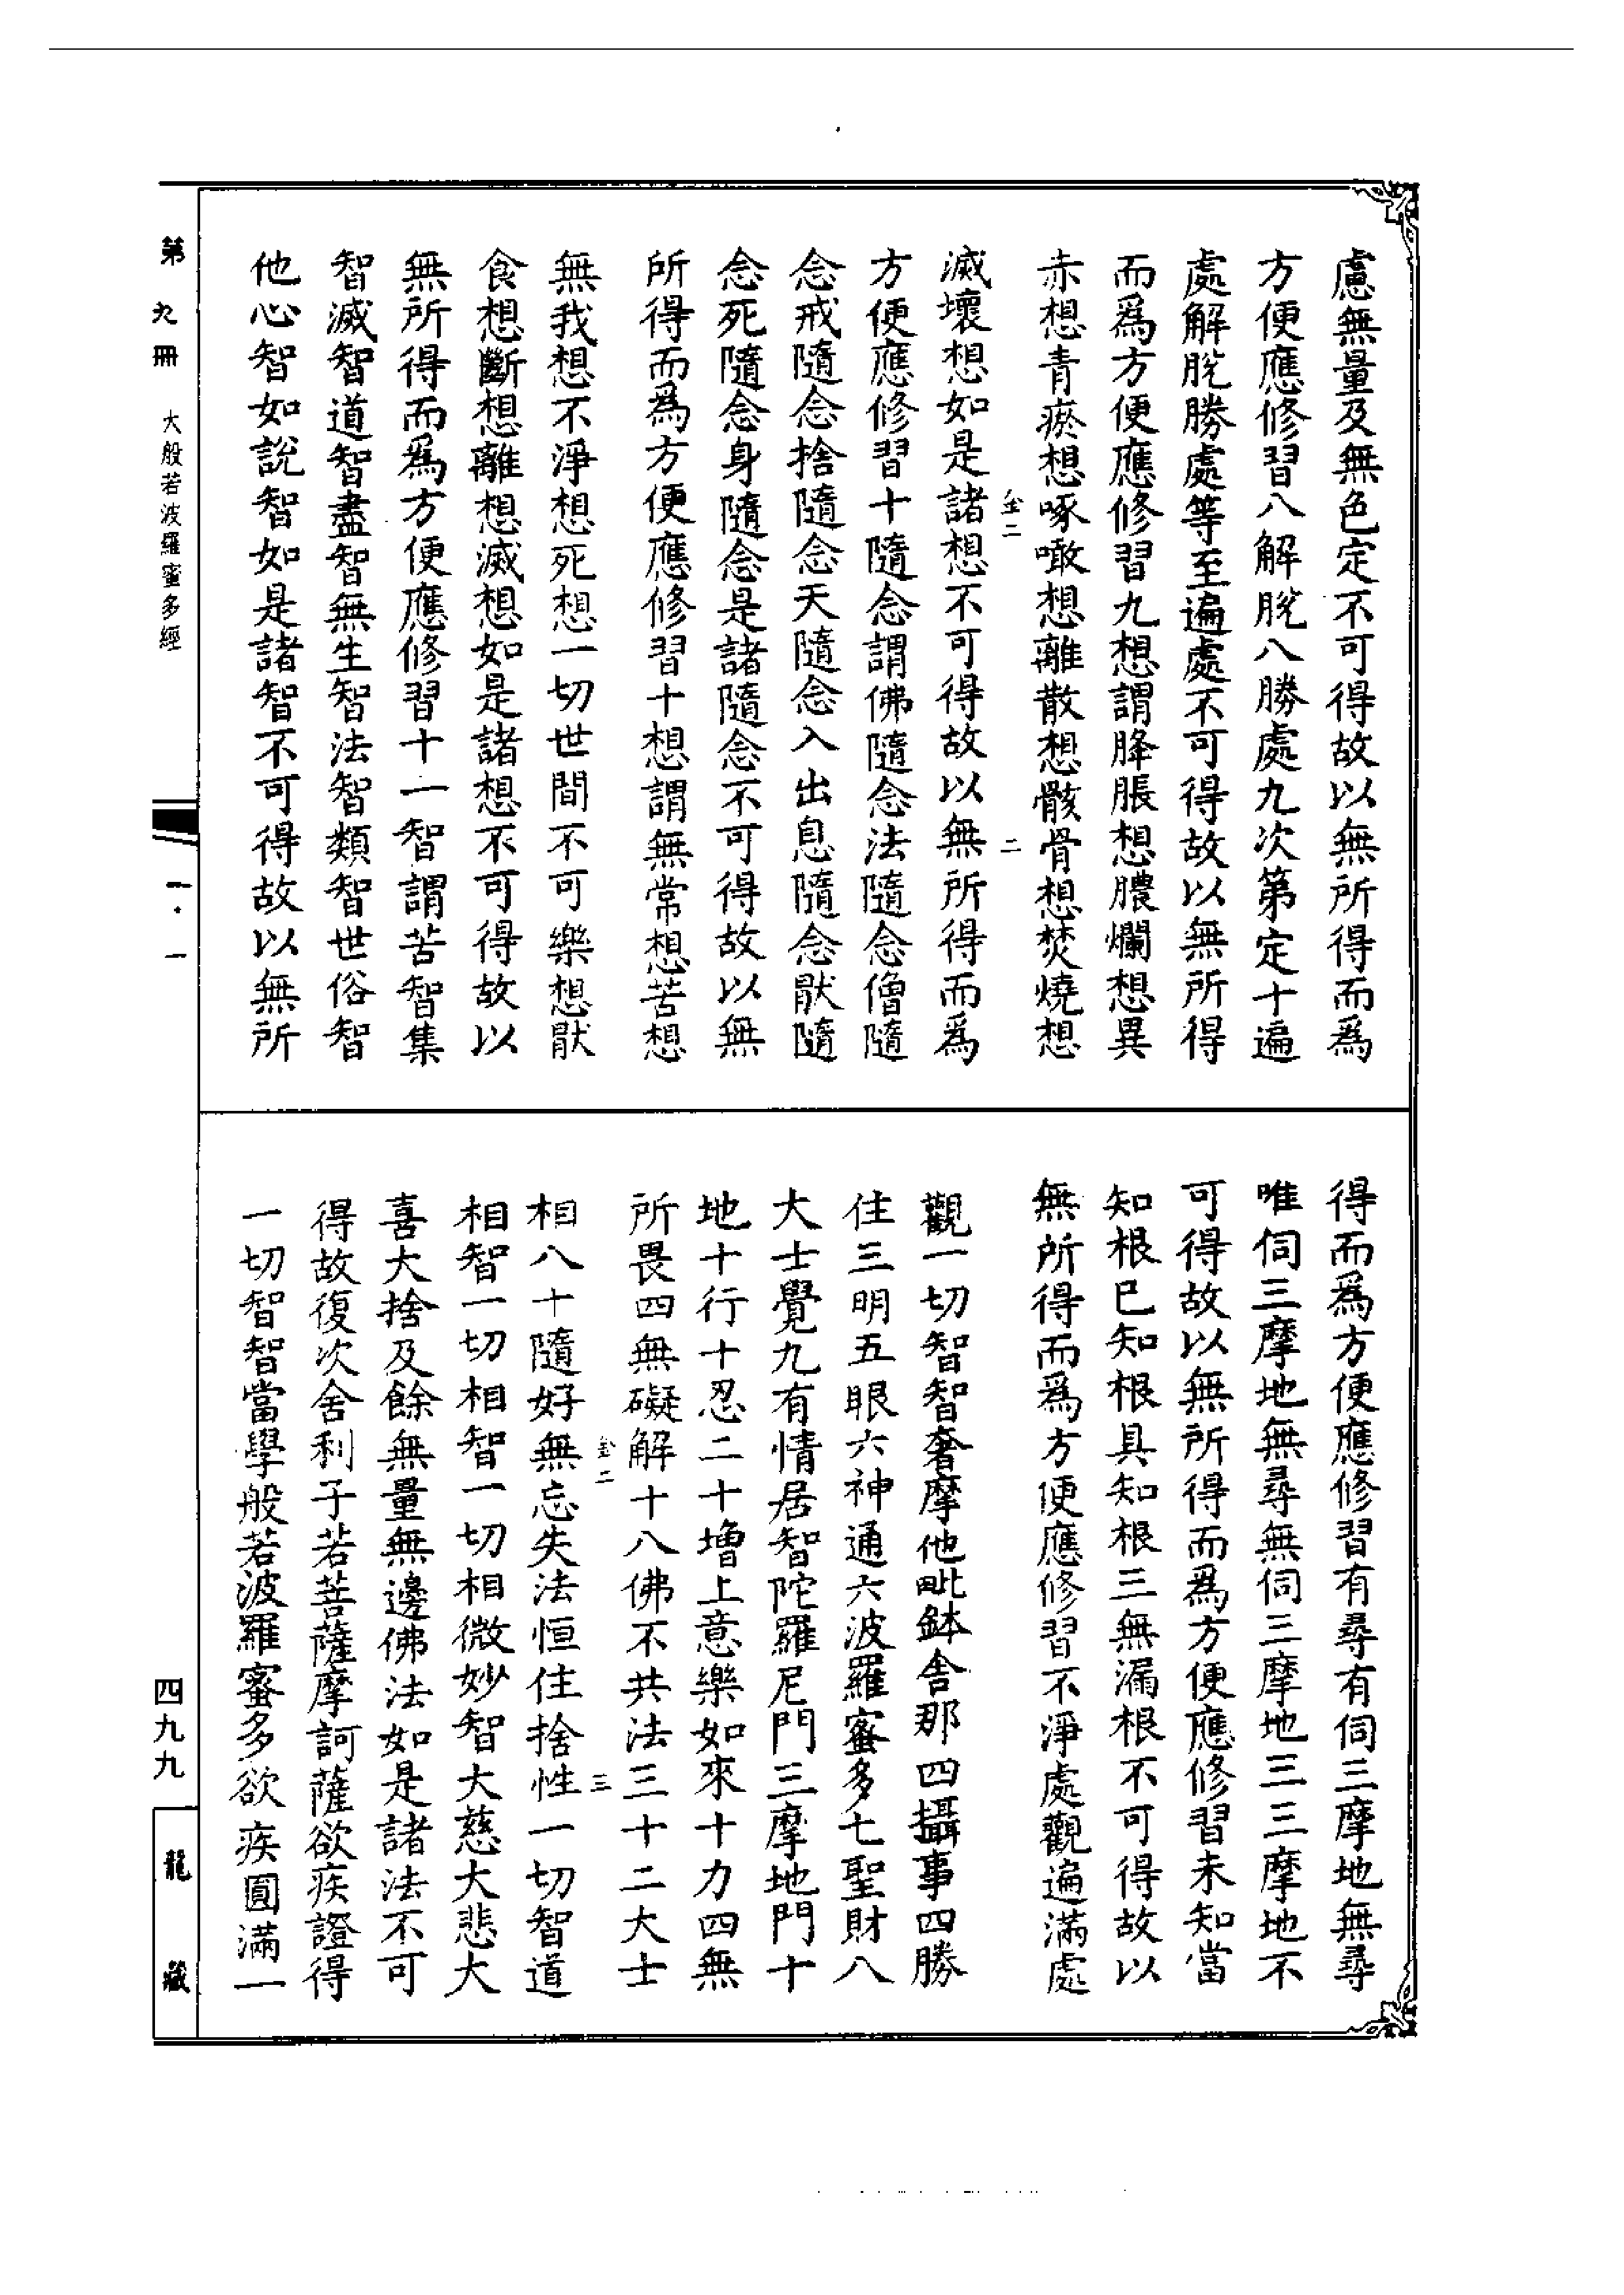 慮無量及無色定不可得故以無所得而爲
方便應修習八解脫八勝處九次第定十遍
處解脫勝處等至遍處不可得故以無所得
而爲方便應修習九想謂膖脹想膿爛想異
赤想青瘀想啄噉想離散想骸骨想焚燒想
金二 二
滅壞想如是諸想不可得故以無所得而爲
方便應修習十隨念謂佛隨念法隨念僧隨
念戒隨念捨隨念天隨念入出息隨念猒隨
念死隨念身隨念是諸隨念不可得故以無
所得而爲方便應修習十想謂無常想苦想
無我想不淨想死想一切世間不可樂想猒
食想斷想離想滅想如是諸想不可得故以
無所得而爲方便應修習十一智謂苦智集
智滅智道智盡智無生智法智類智世俗智
他心智如說智如是諸智不可得故以無所
得而爲方便應修習有尋有伺三摩地無尋
唯伺三摩地無尋無伺三摩地三三摩地不
可得故以無所得而爲方便應修習未知當
知根已知根具知根三無漏根不可得故以
無所得而爲方便應修習不淨處觀遍滿處
觀一切智智奢摩他毗鉢舍那四攝事四勝
住三明五眼六神通六波羅蜜多七聖財八
大士覺九有情居智陀羅尼門三摩地門十
地十行十忍二十增上意樂如來十力四無
所畏四無礙解十八佛不共法三十二大士
金二 三
相八十隨好無忘失法恒住捨性一切智道
相智一切相智一切相微妙智大慈大悲大
喜大捨及餘無量無邊佛法如是諸法不可
得故復次舍利子若菩薩摩訶薩欲疾證得
一切智智當學般若波羅蜜多欲疾圓滿一
第九冊 大般若波羅蜜多經
一·一
四九九
龍藏